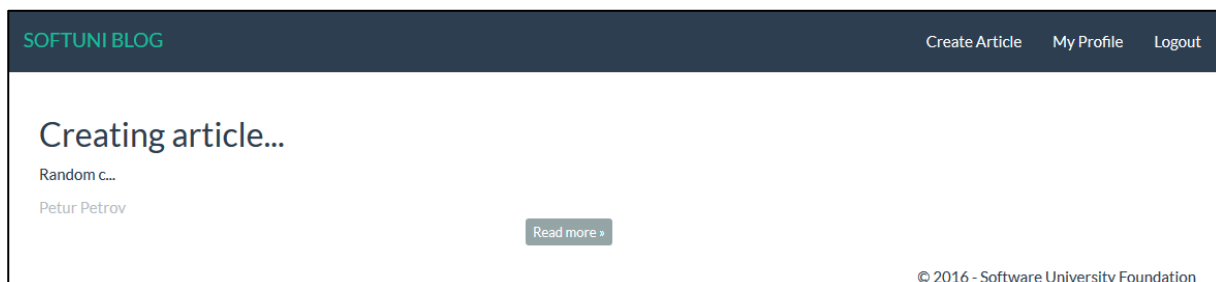 SOFTUNI BLOG Create Article My Profile Logout
Creating article...
Random c...
Petur Petrov
Read more »
© 2016 - Software University Foundation